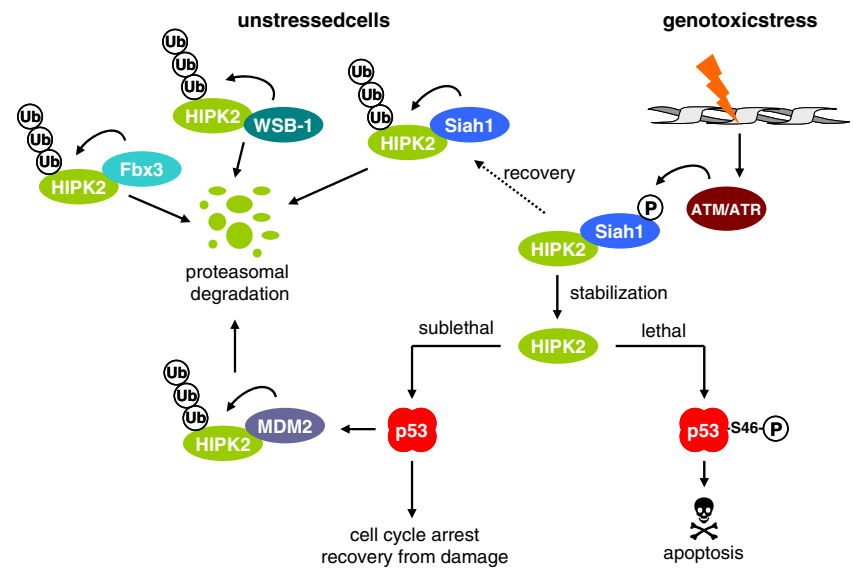 unstressedcells
genotoxicstress
Ub
Ub
Ub
HIPK2
WSB-1
Ub
Ub
Ub
HIPK2
Siah1
Ub
Ub
Ub
HIPK2
Fbx3
recovery
P
ATM/ATR
Siah1
HIPK2
proteasomal
degradation
stabilization
sublethal
HIPK2
lethal
Ub
Ub
Ub
HIPK2
MDM2
p53
p53
-S46-
P
cell cycle arrest
recovery from damage
apoptosis